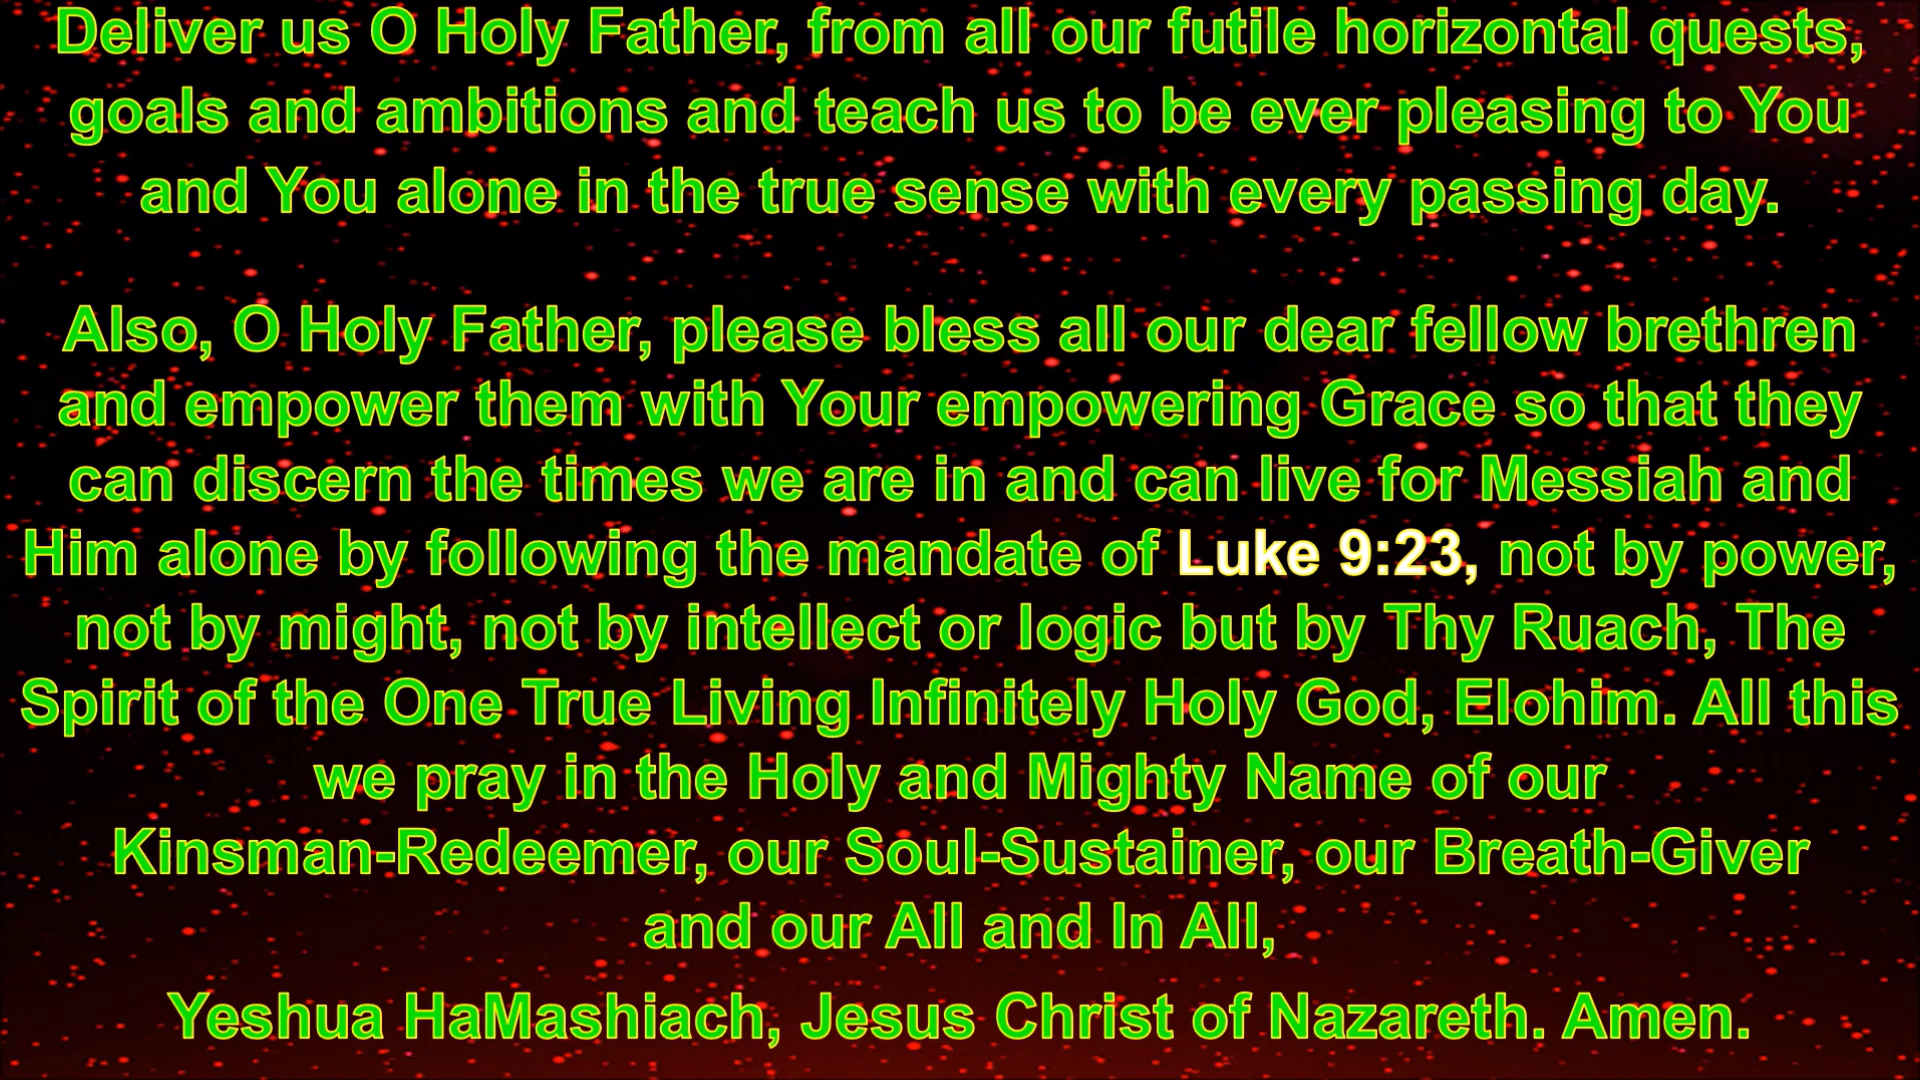 Deliver us O Holy Father, from all our futile horizontal quests,
goals and ambitions and teach us to be ever pleasing to You
and You alone in the true sense with every passing day.
Also, O Holy Father, please bless all our dear fellow brethren
and empower them with Your empowering Grace so that they
can discern the times we are in and can live for Messiah and
Him alone by following the mandate of Luke 9:23, not by power,
not by might, not by intellect or logic but by Thy Ruach, The
Spirit of the One True Living Infinitely Holy God, Elohim. All this
we pray in the Holy and Mighty Name of our
Kinsman-Redeemer, our Soul-Sustainer, our Breath-Giver
and our All and In All,
Yeshua HaMashiach, Jesus Christ of Nazareth. Amen.